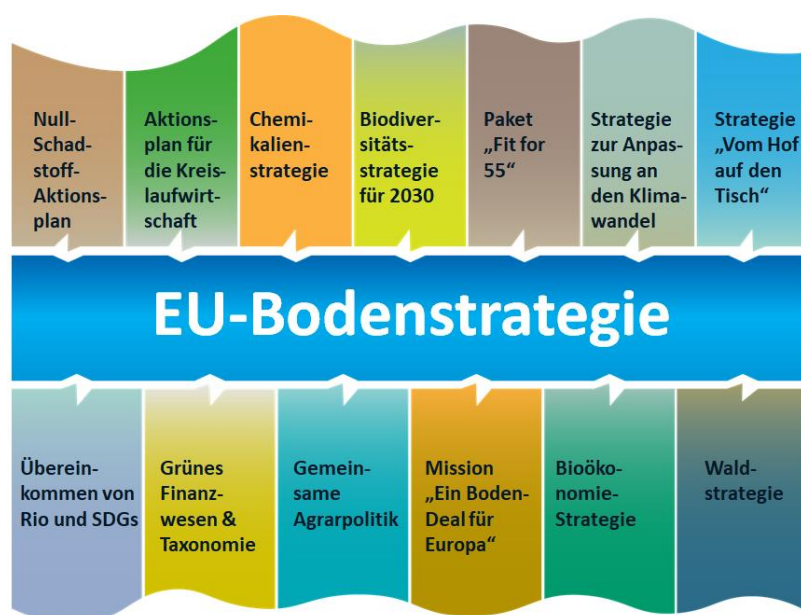 Null-
Schad-
stoff-
Aktions-
plan
Aktions-
plan für
die Kreis-
laufwirt-
schaft
Chemi-
kalien-
strategie
Biodiver-
sitäts-
strategie
für 2030
Paket
„Fit for
55“
Strategie
zur Anpas-
sung an
den Klima-
wandel
Strategie
„Vom Hof
auf den
Tisch“
EU-Bodenstrategie
Überein-
kommen von
Rio und SDGs
Grünes
Finanz-
wesen &
Taxonomie
Gemein-
same
Agrarpolitik
Mission
„Ein Boden-
Deal für
Europa“
Bioöko-
nomie-
Strategie
Wald-
strategie